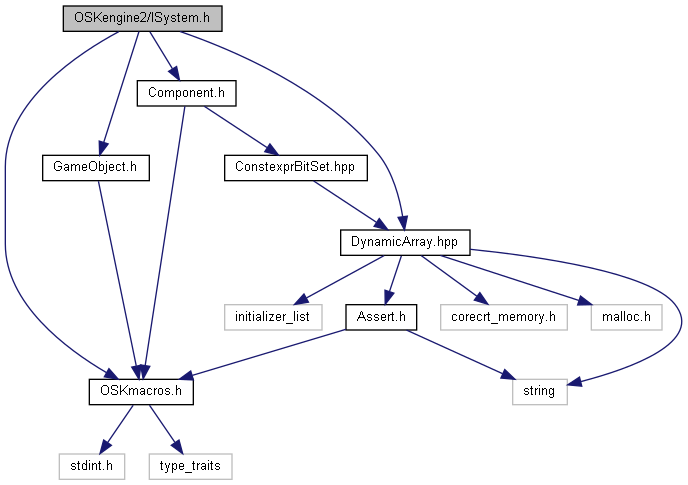 OSKengine2/ISystem.h
Component.h
GameObject.h
ConstexprBitSet.hpp
DynamicArray.hpp
initializer_list
Assert.h
corecrt_memory.h
malloc.h
OSKmacros.h
string
stdint.h
type_traits